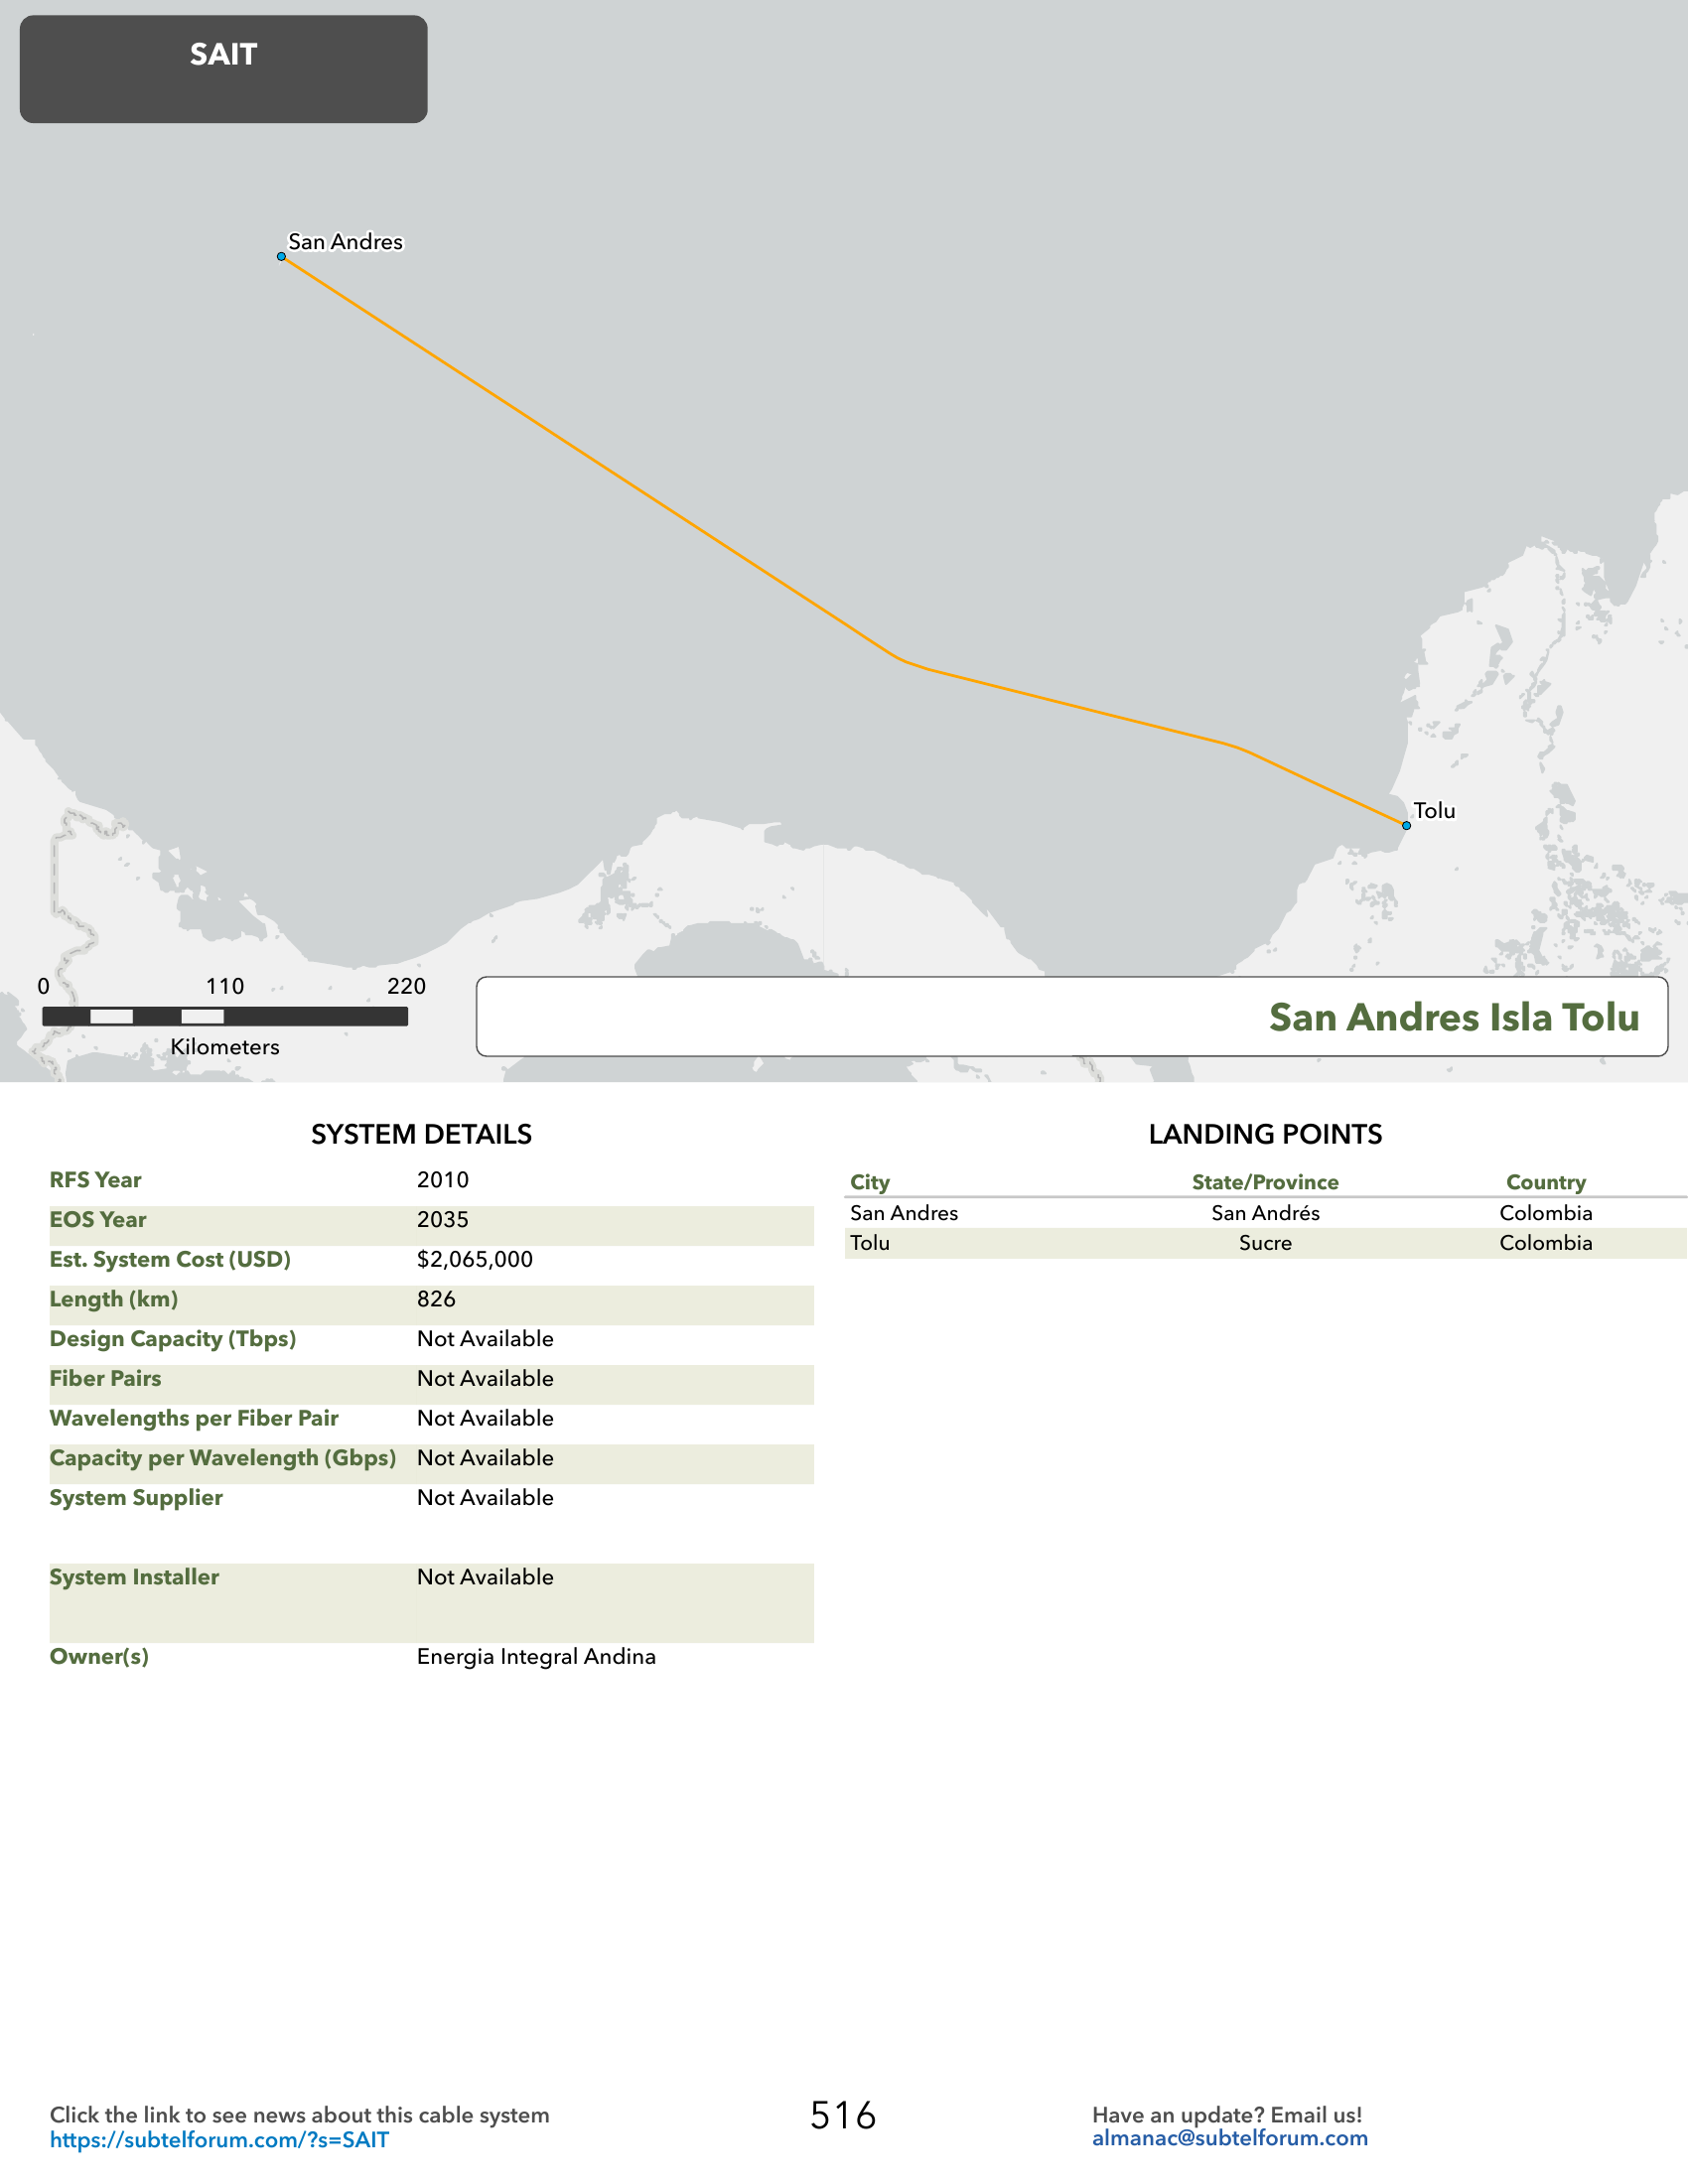 SAIT
San Andres
Tolu
0 110 220
Kilometers
San Andres Isla Tolu
SYSTEM DETAILS
RFS Year 2010
EOS Year 2035
Est. System Cost (USD) $2,065,000
Length (km) 826
Design Capacity (Tbps) Not Available
Fiber Pairs Not Available
Wavelengths per Fiber Pair Not Available
Capacity per Wavelength (Gbps) Not Available
System Supplier Not Available
System Installer Not Available
Owner(s) Energia Integral Andina
LANDING POINTS
City State/Province Country
San Andres San Andrés Colombia
Tolu Sucre Colombia
Click the link to see news about this cable system
https://subtelforum.com/?s=SAIT
516
Have an update? Email us!
almanac@subtelforum.com